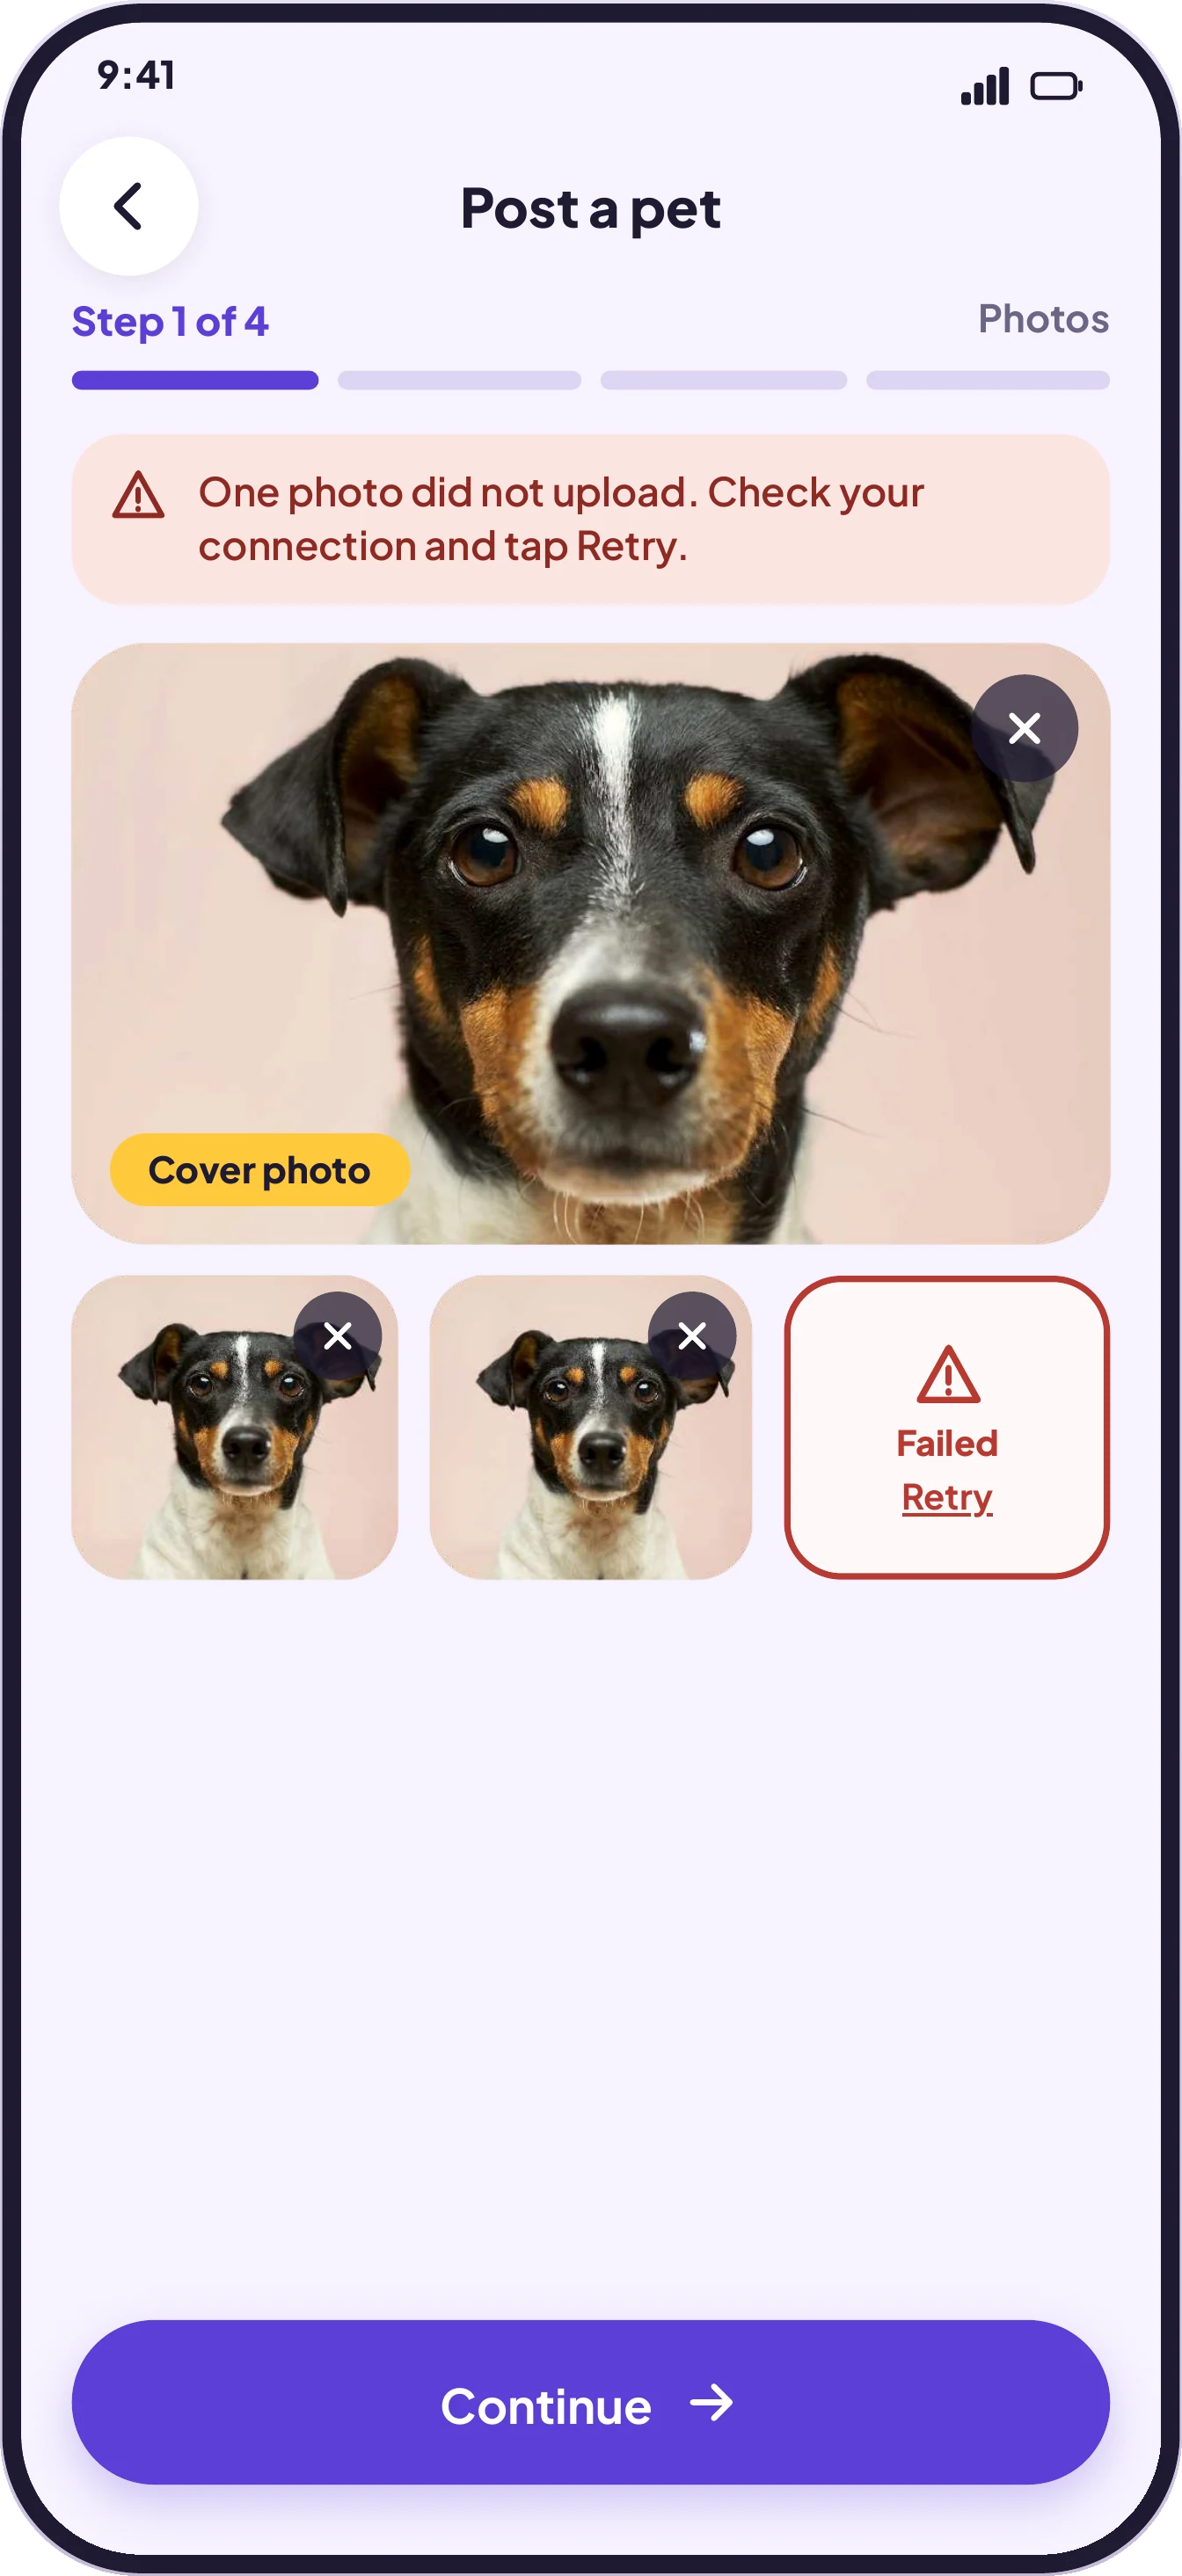 9:41
Post a pet
Step 1 of 4
Photos
One photo did not upload. Check your
connection and tap Retry.
Cover photo
Failed
Retry
Continue